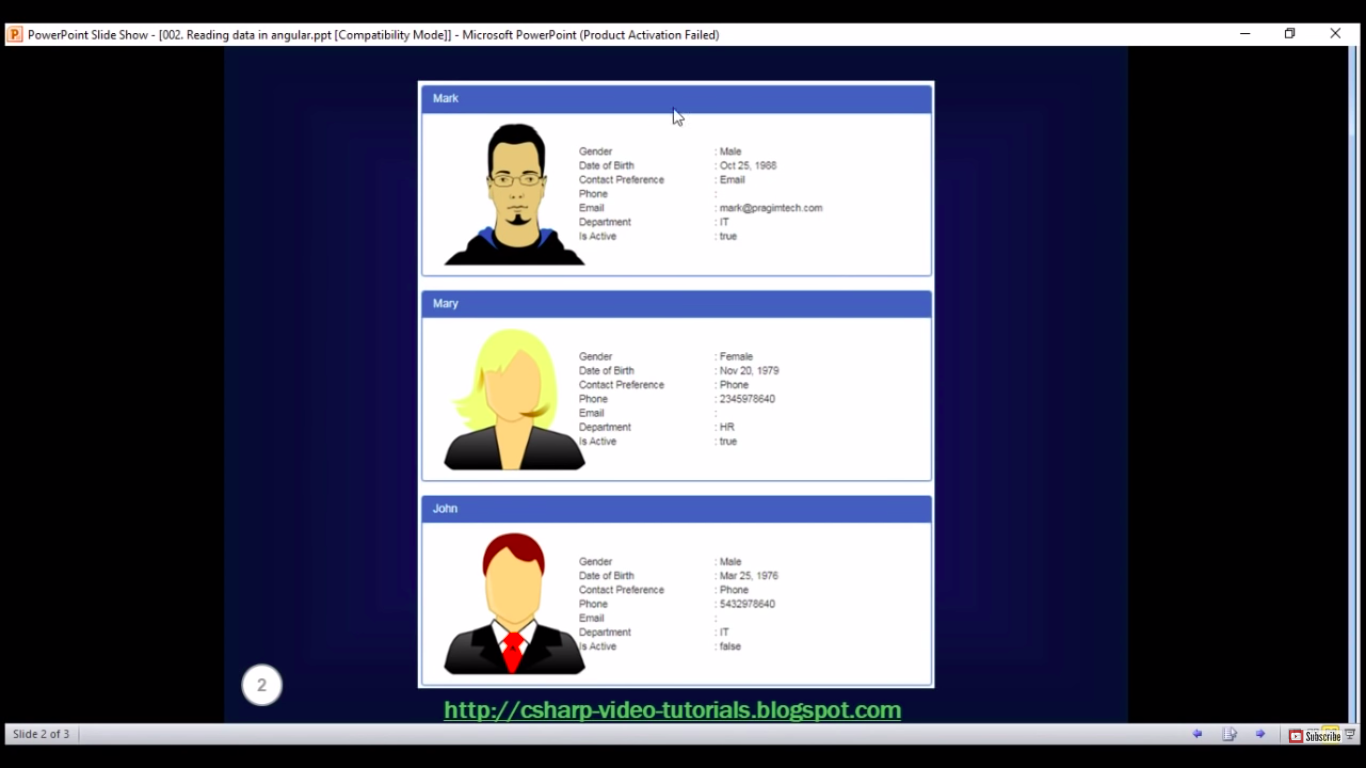 PowerPoint Slide Show - [002. Reading data in angular.ppt [Compatibility Mode]] - Microsoft PowerPoint (Product Activation Failed)
Mark
Gender : Male
Date of Birth : Oct 25, 1988
Contact Preference : Email
Phone :
Email : mark@pragimtech.com
Department : IT
Is Active : true
Mary
Gender : Female
Date of Birth : Nov 20, 1979
Contact Preference : Phone
Phone : 2345978640
Email :
Department : HR
Is Active : true
John
Gender : Male
Date of Birth : Mar 25, 1976
Contact Preference : Phone
Phone : 5432978640
Email :
Department : IT
Is Active : false
2
http://csharp-video-tutorials.blogspot.com
Slide 2 of 3
Subscribe